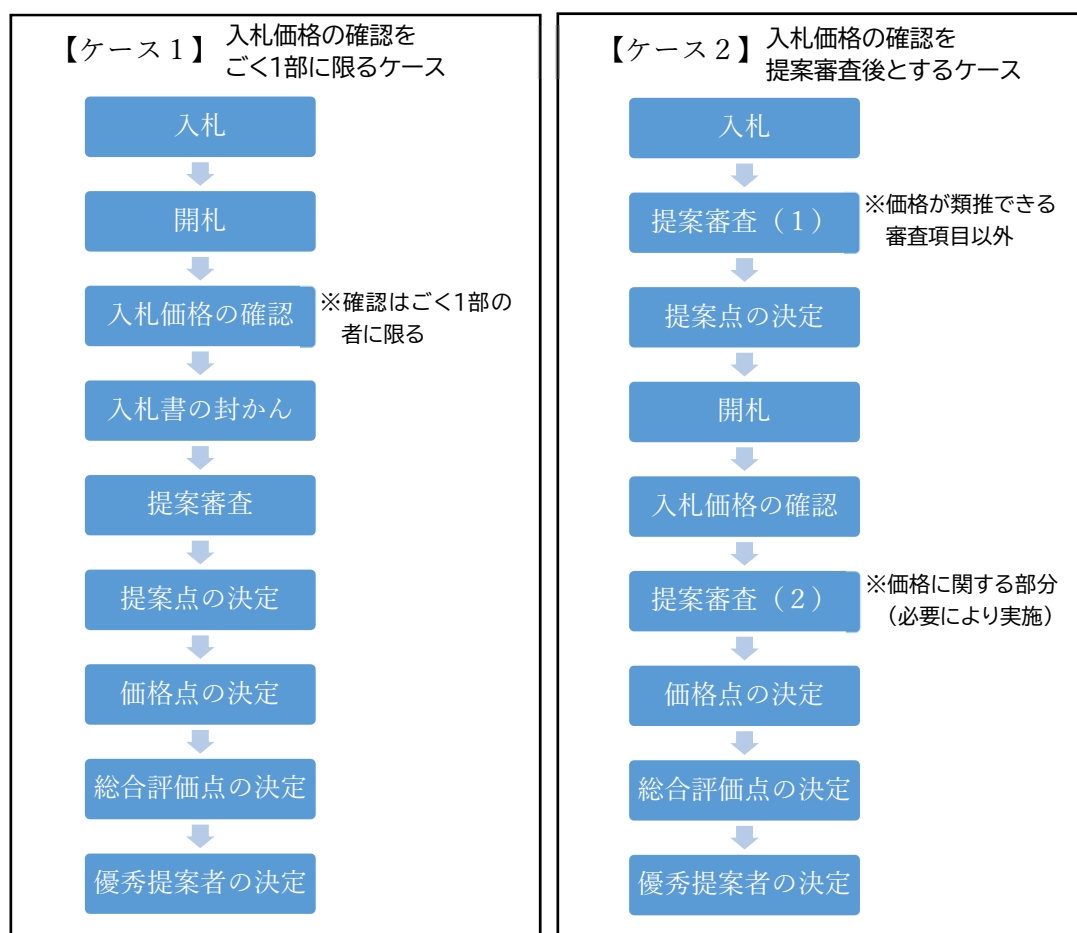 【ケース１】
入札価格の確認を
ごく1部に限るケース
入札
開札
入札価格の確認
※確認はごく1部の
者に限る
入札書の封かん
提案審査
提案点の決定
価格点の決定
総合評価点の決定
優秀提案者の決定
【ケース２】
入札価格の確認を
提案審査後とするケース
入札
提案審査（１）
※価格が類推できる
審査項目以外
提案点の決定
開札
入札価格の確認
提案審査（２）
※価格に関する部分
（必要により実施）
価格点の決定
総合評価点の決定
優秀提案者の決定